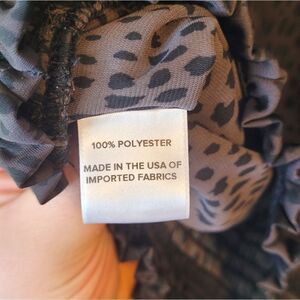 100% POLYESTER
MADE IN THE USA OF
IMPORTED FABRICS